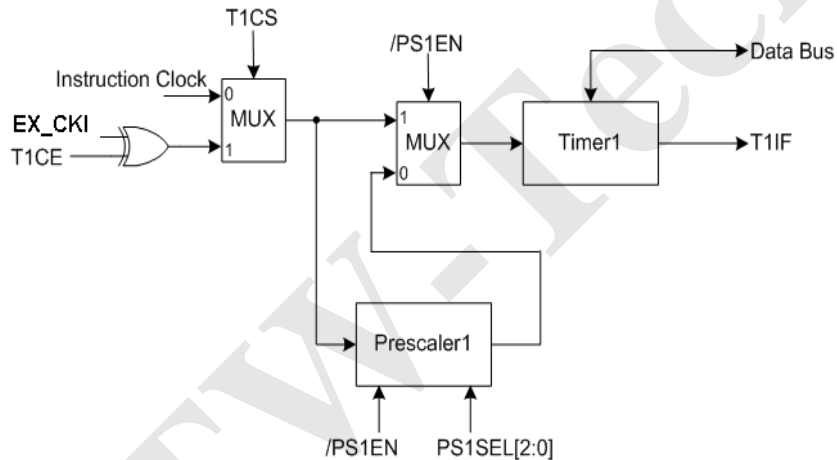 T1CS
/PS1EN
Data Bus
Instruction Clock
0
MUX
EX_CKI
T1CE
1
1
MUX
0
Timer1
T1IF
Prescaler1
/PS1EN
PS1SEL[2:0]